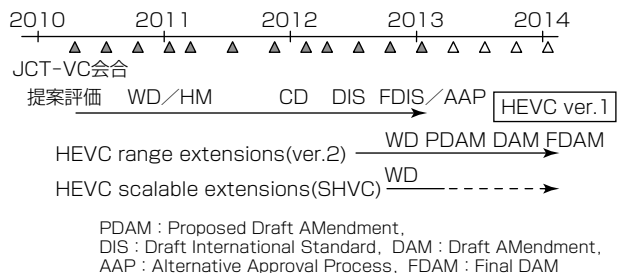 2010 2011 2012 2013 2014
JCT-VC会合
提案評価 WD／HM CD DIS FDIS／AAP HEVC ver.1
WD PDAM DAM FDAM
HEVC range extensions(ver.2)
WD
HEVC scalable extensions(SHVC)
PDAM：Proposed Draft AMendment,
DIS：Draft International Standard, DAM：Draft AMendment,
AAP：Alternative Approval Process, FDAM：Final DAM